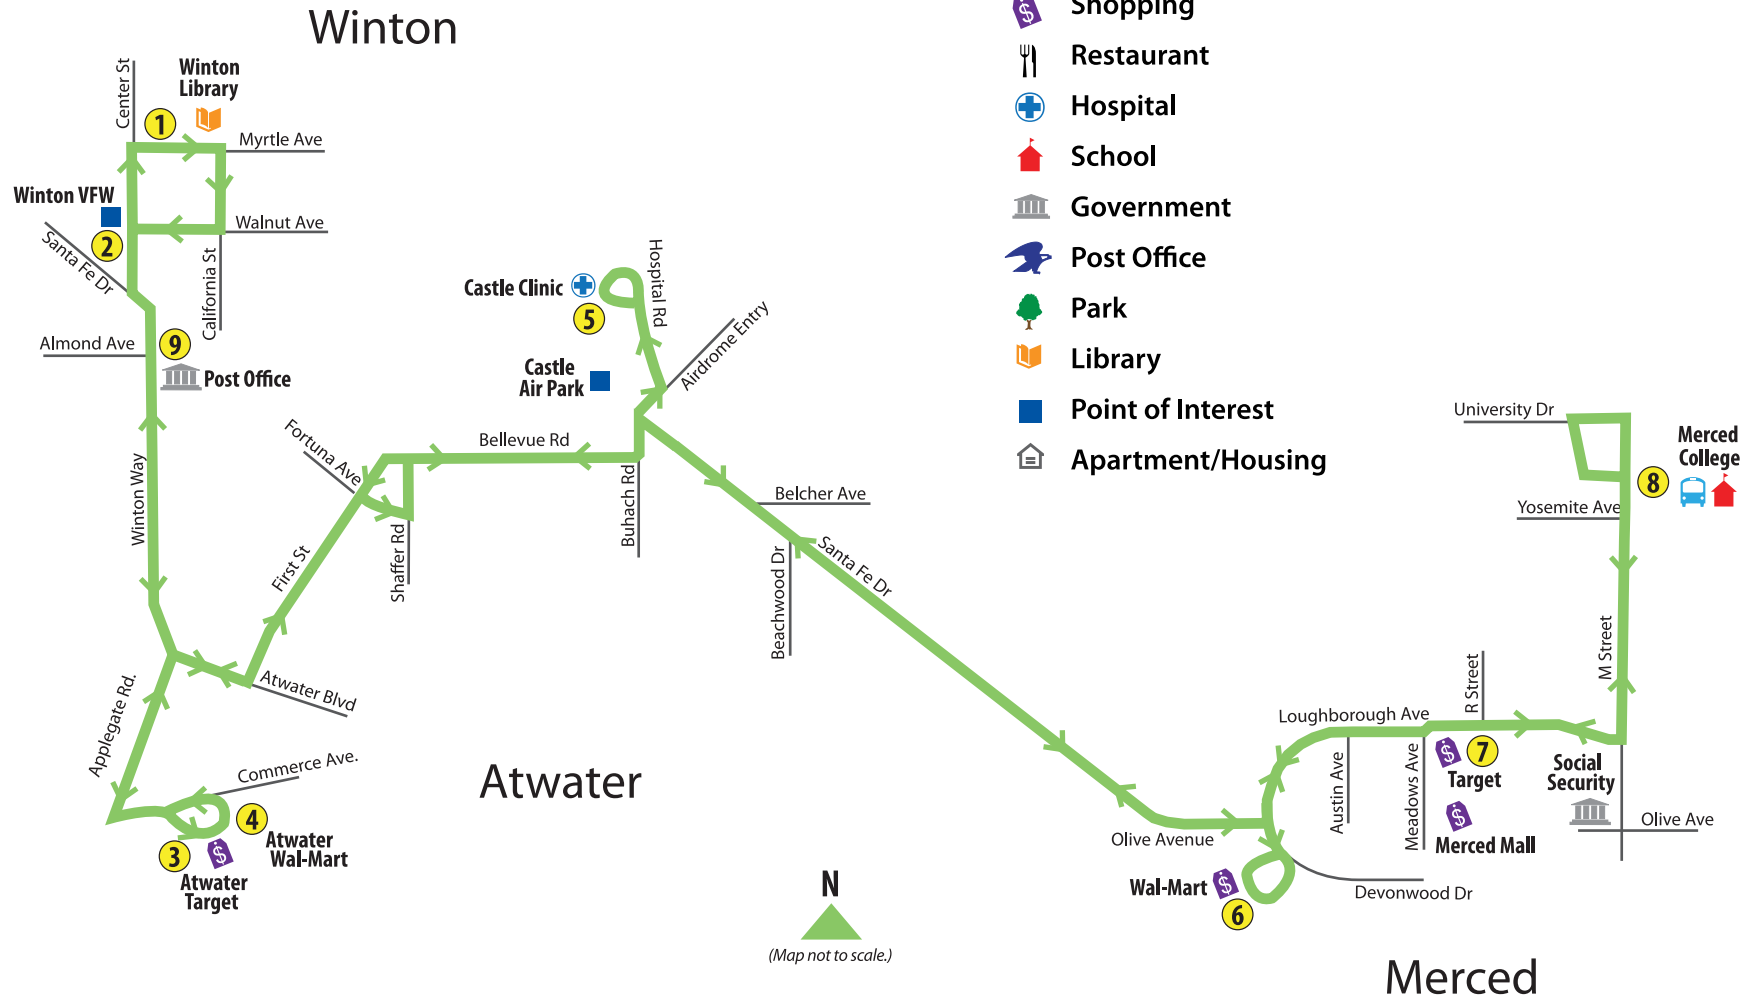 Winton
Shopping
Restaurant
Hospital
School
Government
Post Office
Park
Library
Point of Interest
Apartment/Housing
Center St
Winton
Library
1
Myrtle Ave
Winton VFW
2
Walnut Ave
Santa Fe Dr
California St
Almond Ave
9
Post Office
Winton Way
Castle Clinic
5
Hospital Rd
Castle
Air Park
Airdrome Entry
Fortuna Ave
Bellevue Rd
First St
Shaffer Rd
Buhach Rd
Belcher Ave
Beachwood Dr
Santa Fe Dr
University Dr
Merced
College
8
Yosemite Ave
M Street
R Street
Loughborough Ave
Atwater Blvd
Applegate Rd.
Commerce Ave.
4
Atwater
Wal-Mart
3
Atwater
Target
Atwater
Olive Avenue
Austin Ave
Meadows Ave
7
Target
Merced Mall
Social
Security
Olive Ave
Wal-Mart
6
Devonwood Dr
N
(Map not to scale.)
Merced